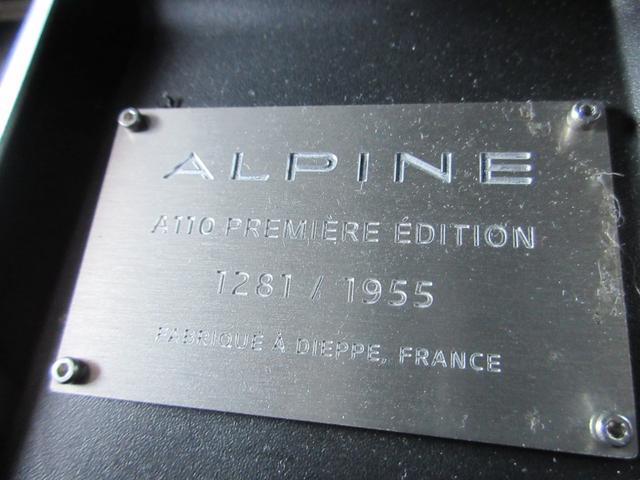 ALPINE
A110 PREMIÈRE ÉDITION
1281 / 1955
FABRIQUÉ À DIEPPE, FRANCE